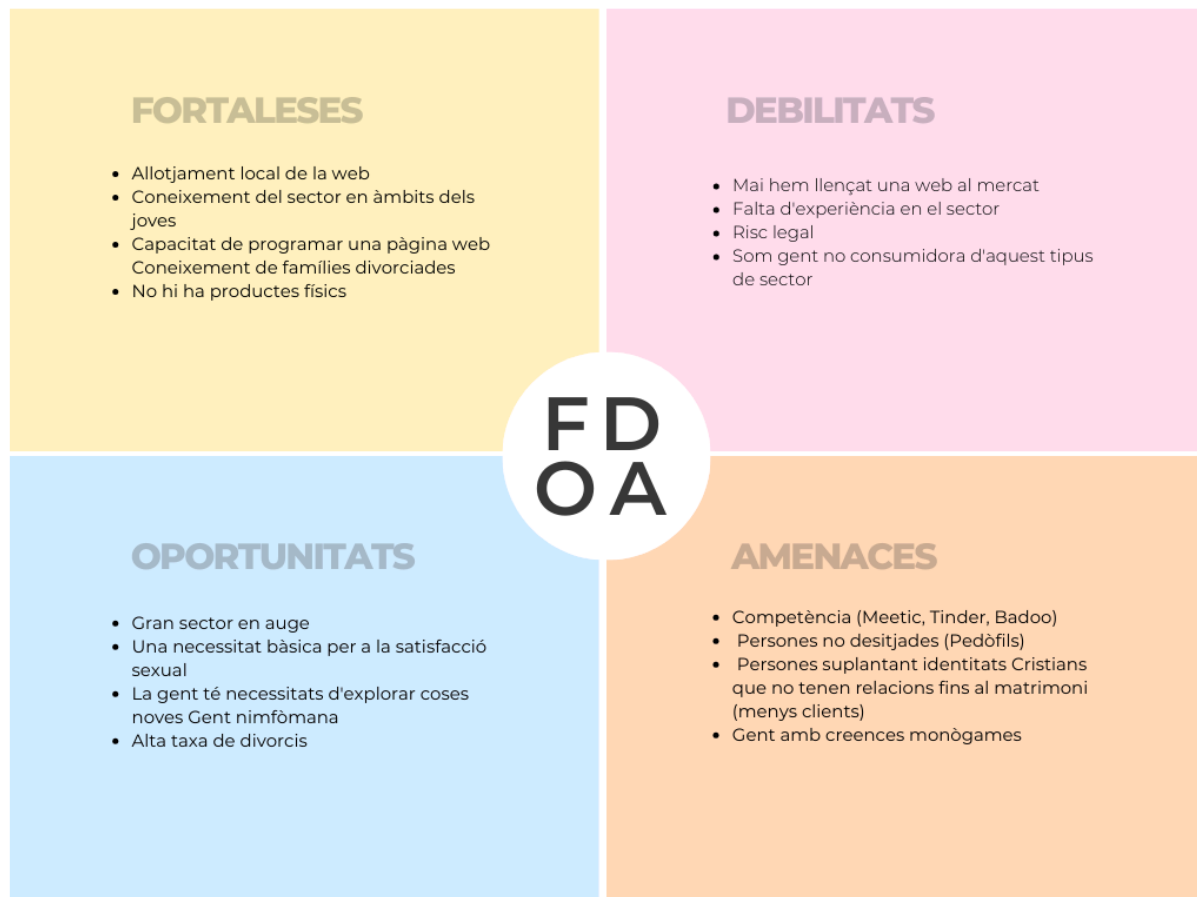 FORTALESES
• Allotjament local de la web
• Coneixement del sector en àmbits dels
joves
• Capacitat de programar una pàgina web
Coneixement de famílies divorciades
• No hi ha productes físics
DEBILITATS
• Mai hem llençat una web al mercat
• Falta d'experiència en el sector
• Risc legal
• Som gent no consumidora d'aquest tipus
de sector
F D
O A
OPORTUNITATS
• Gran sector en auge
• Una necessitat bàsica per a la satisfacció
sexual
• La gent té necessitats d'explorar coses
noves Gent nimfòmana
• Alta taxa de divorcis
AMENACES
• Competència (Meetic, Tinder, Badoo)
• Persones no desitjades (Pedòfils)
• Persones suplantant identitats Cristians
que no tenen relacions fins al matrimoni
(menys clients)
• Gent amb creences monògames